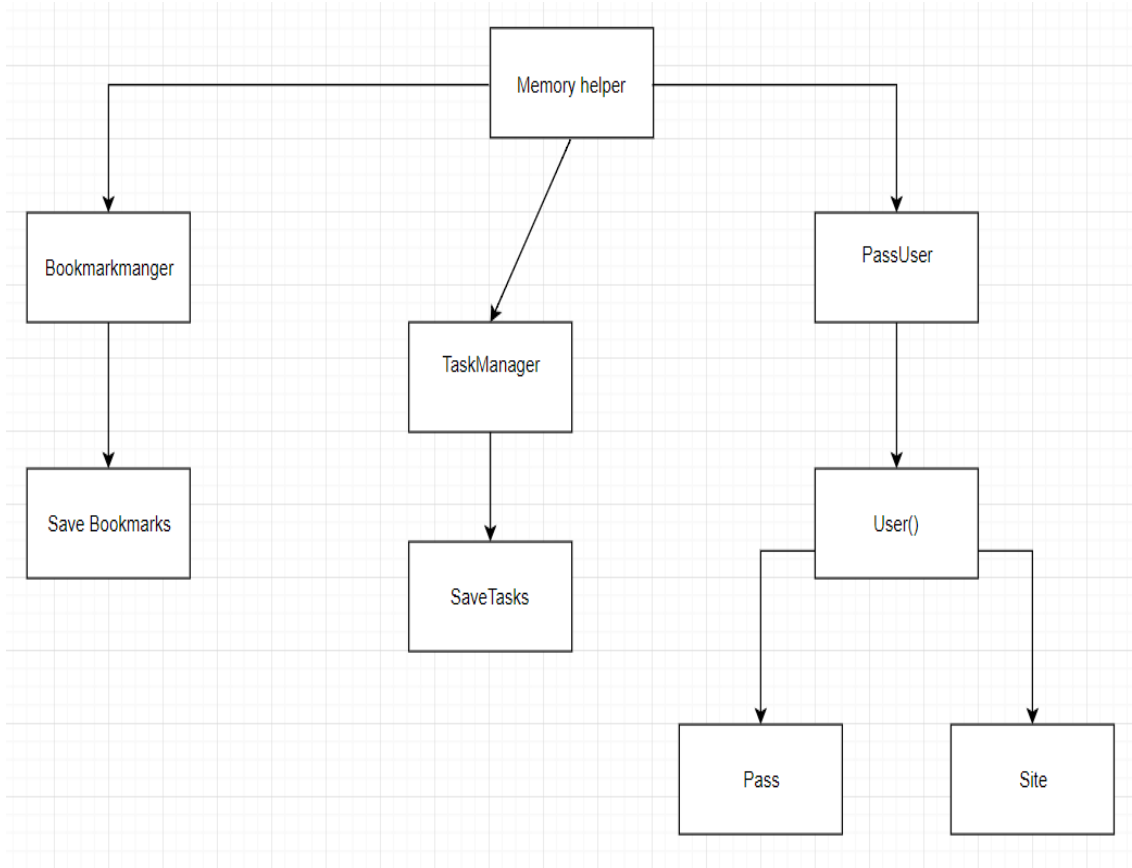 Memory helper
Bookmarkmanger
PassUser
TaskManager
Save Bookmarks
User()
SaveTasks
Pass
Site